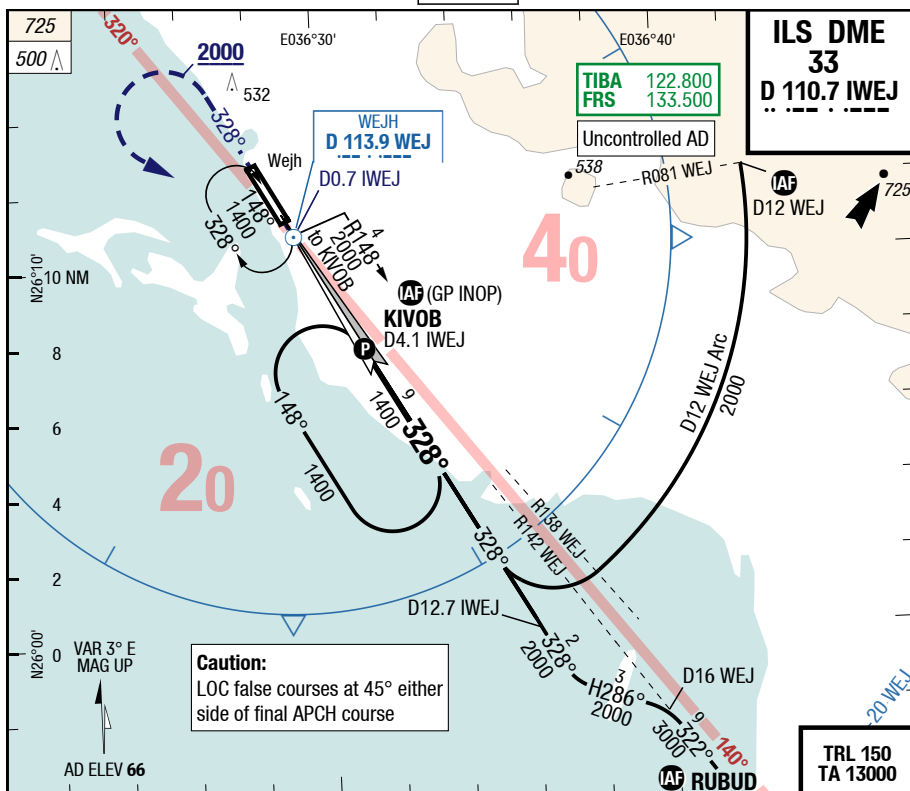 725
500
320°
2000
E036°30'
532
E036°40'
TIBA 122.800
FRS 133.500
Uncontrolled AD
ILS DME
33
D 110.7 IWEJ
WEJH
D 113.9 WEJ
Wejh
328°
D0.7 IWEJ
148°
1400
328°
R148
4
2000
to KIVOB
538
R081 WEJ
IAF
D12 WEJ
725
40
N26°10'
10 NM
8
6
4
2
0
IAF (GP INOP)
KIVOB
D4.1 IWEJ
P
9
1400
328°
148°
1400
20
D12 WEJ Arc
2000
R138 WEJ
R142 WEJ
328°
D12.7 IWEJ
2
328°
2000
3
H286°
2000
D16 WEJ
9
322°
3000
140°
20 WEJ
N26°00'
VAR 3° E
MAG UP
AD ELEV 66
Caution:
LOC false courses at 45° either
side of final APCH course
IAF RUBUD
TRL 150
TA 13000